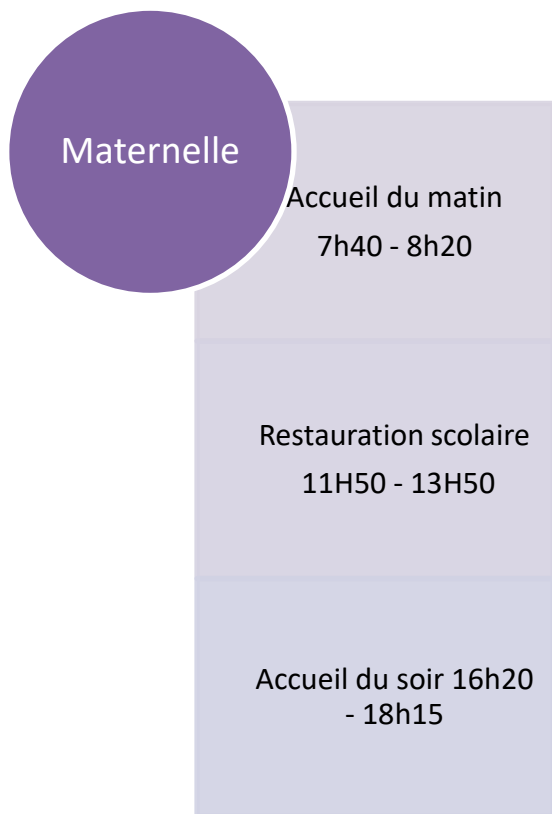 Maternelle
Accueil du matin
7h40 - 8h20
Restauration scolaire
11H50 - 13H50
Accueil du soir 16h20
- 18h15